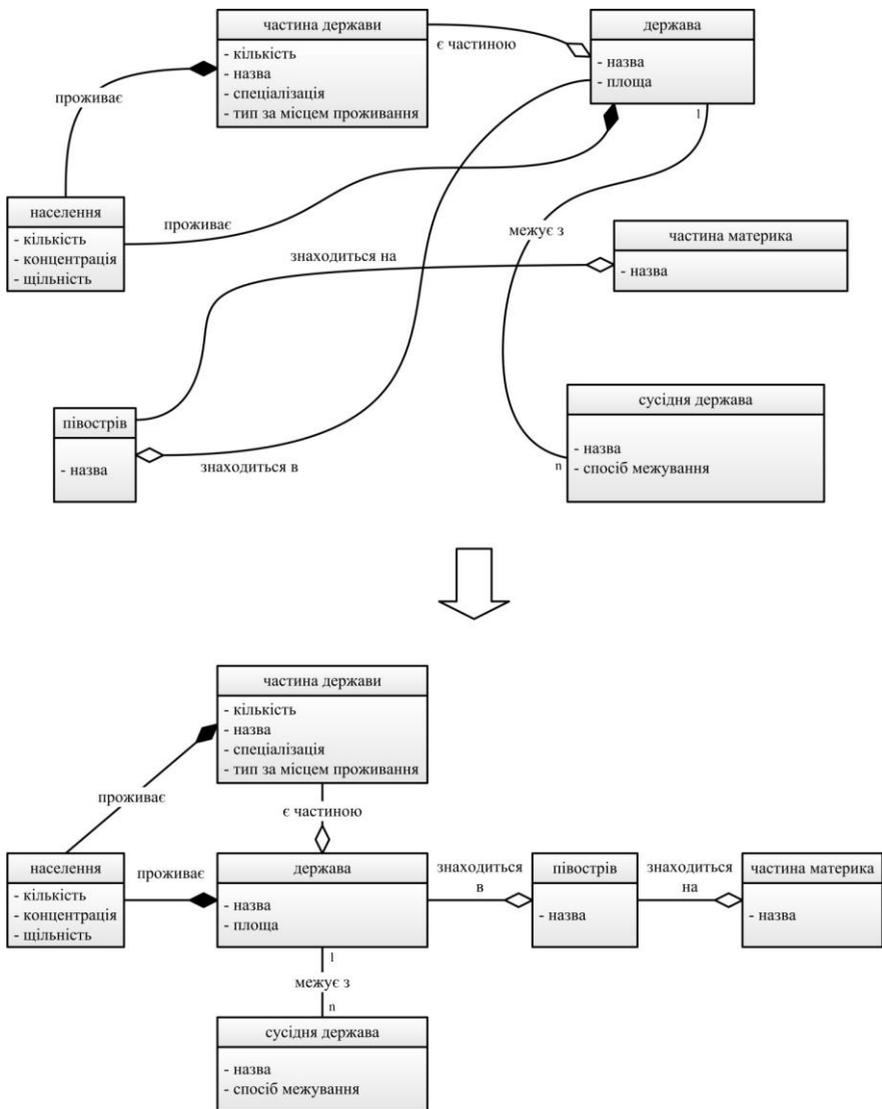 частина держави
- кількість
- назва
- спеціалізація
- тип за місцем проживання
є частиною
держава
- назва
- площа
1
проживає
населення
- кількість
- концентрація
- щільність
проживає
знаходиться на
межує з
частина материка
- назва
півострів
- назва
знаходиться в
n
сусідня держава
- назва
- спосіб межування
частина держави
- кількість
- назва
- спеціалізація
- тип за місцем проживання
проживає
є частиною
населення
- кількість
- концентрація
- щільність
проживає
держава
- назва
- площа
знаходиться
в
півострів
- назва
знаходиться
на
частина материка
- назва
1
межує з
n
сусідня держава
- назва
- спосіб межування